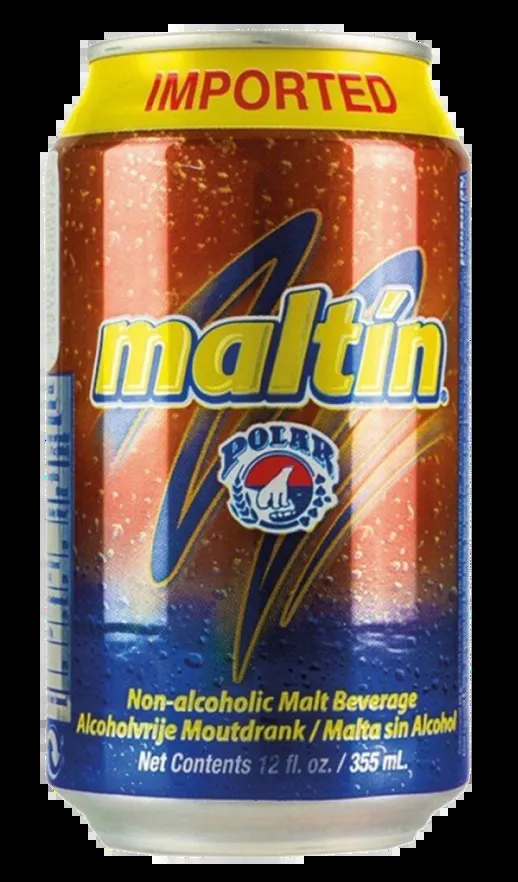 IMPORTED
maltín®
POLAR
Non-alcoholic Malt Beverage
Alcoholvrije Moutdrank / Malta sin Alcohol
Net Contents 12 fl. oz. / 355 mL.